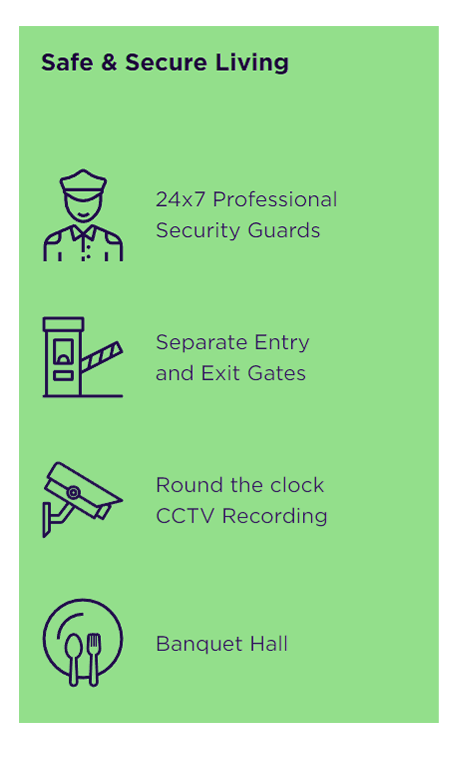 Safe & Secure Living
24x7 Professional
Security Guards
Separate Entry
and Exit Gates
Round the clock
CCTV Recording
Banquet Hall